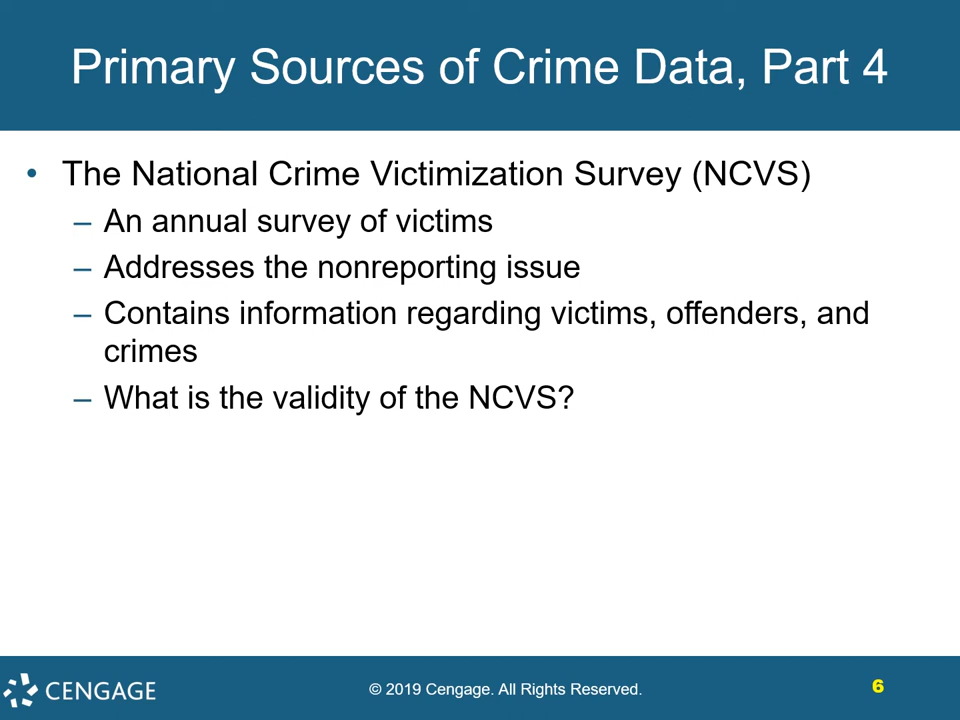 Primary Sources of Crime Data, Part 4
• The National Crime Victimization Survey (NCVS)
– An annual survey of victims
– Addresses the nonreporting issue
– Contains information regarding victims, offenders, and
crimes
– What is the validity of the NCVS?
CENGAGE
© 2019 Cengage. All Rights Reserved.
6